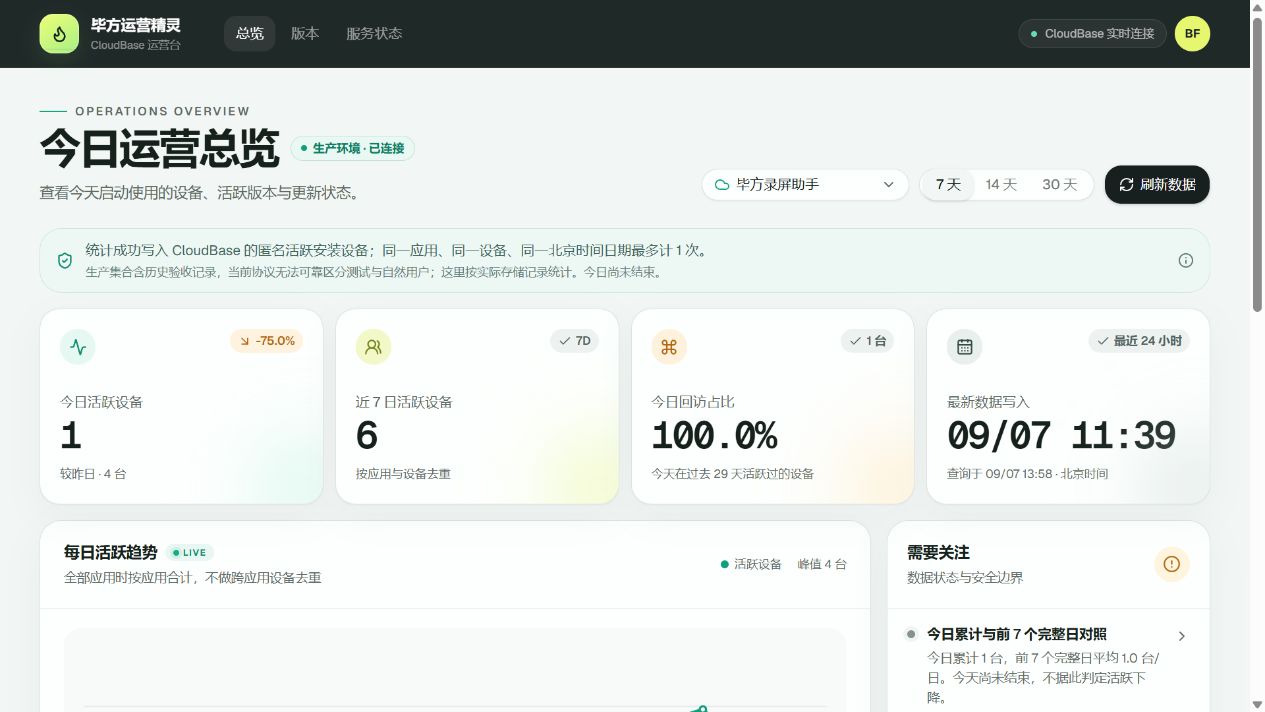 毕方运营精灵
CloudBase 运营台
总览
版本
服务状态
CloudBase 实时连接
BF
OPERATIONS OVERVIEW
今日运营总览
生产环境 · 已连接
查看今天启动使用的设备、活跃版本与更新状态。
毕方录屏助手
7 天
14 天
30 天
刷新数据
统计成功写入 CloudBase 的匿名活跃安装设备；同一应用、同一设备、同一北京时间日期最多计 1 次。
生产集合含历史验收记录，当前协议无法可靠区分测试与自然用户；这里按实际存储记录统计。今日尚未结束。
-75.0%
今日活跃设备
1
较昨日 · 4 台
7D
近 7 日活跃设备
6
按应用与设备去重
1 台
今日回访占比
100.0%
今天在过去 29 天活跃过的设备
最近 24 小时
最新数据写入
09/07 11:39
查询于 09/07 13:58 · 北京时间
每日活跃趋势
LIVE
全部应用时按应用合计，不做跨应用设备去重
活跃设备
峰值 4 台
需要关注
数据状态与安全边界
今日累计与前 7 个完整日对照
今日累计 1 台，前 7 个完整日平均 1.0 台/
日。今天尚未结束，不据此判定活跃下
降。